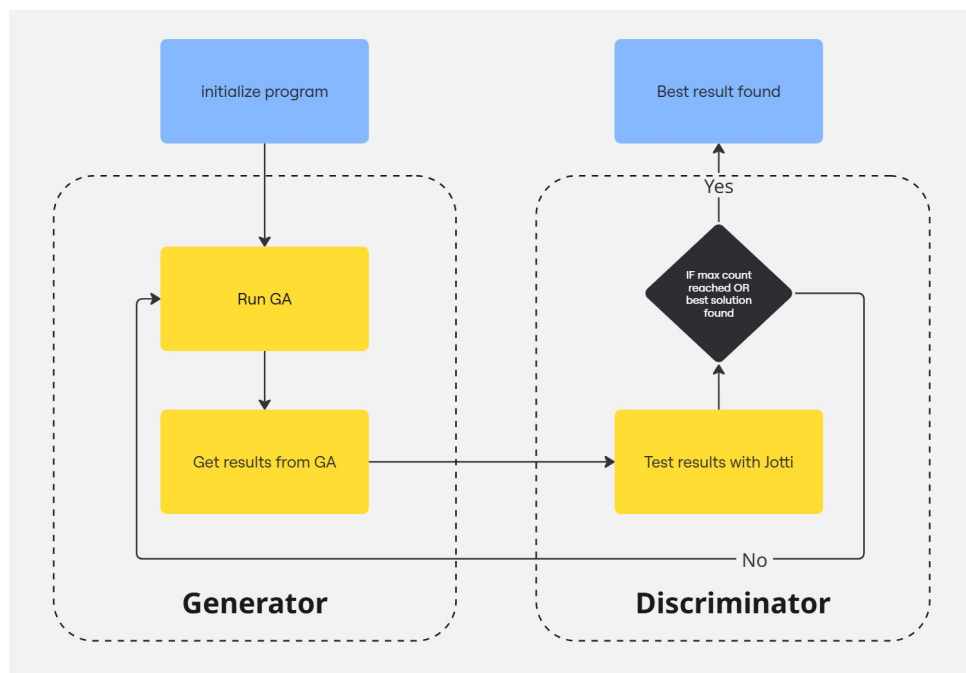 initialize program
Best result found
Yes
IF max count
reached OR
best solution
found
Run GA
Get results from GA
Test results with Jotti
No
Generator
Discriminator